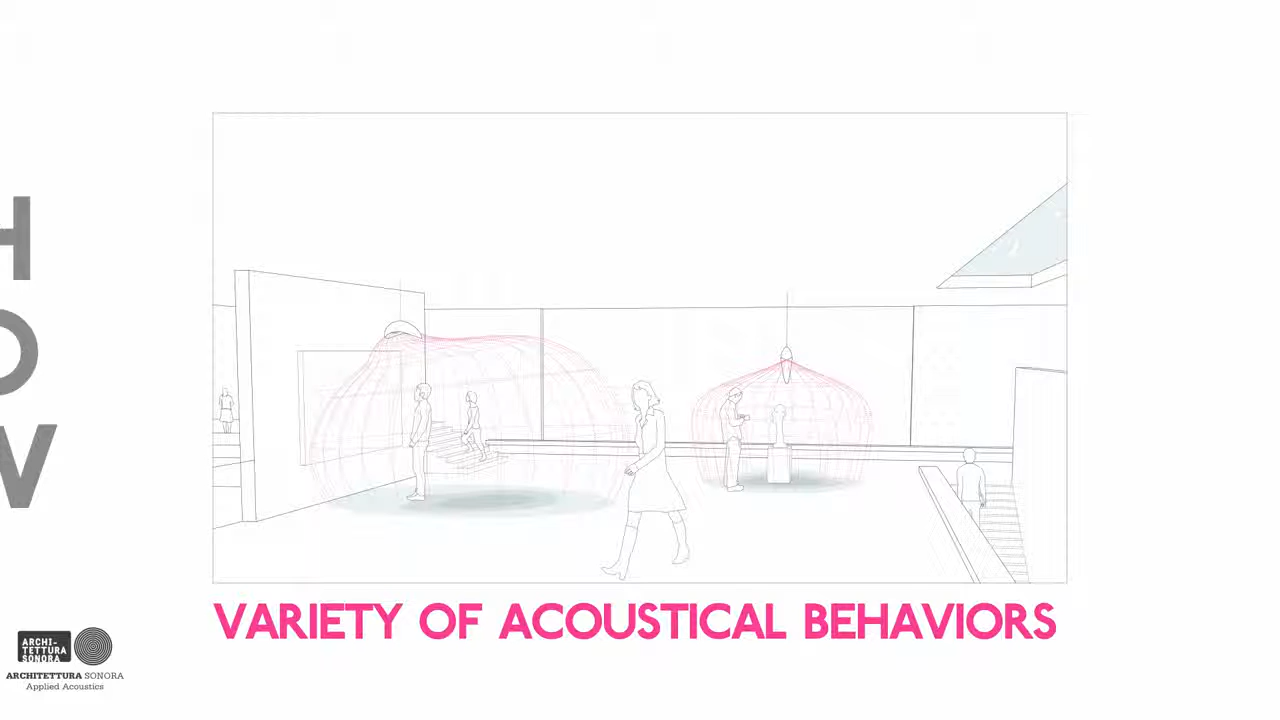 H
O
W
VARIETY OF ACOUSTICAL BEHAVIORS
ARCHI-
TETTURA
SONORA
ARCHITETTURA SONORA
Applied Acoustics